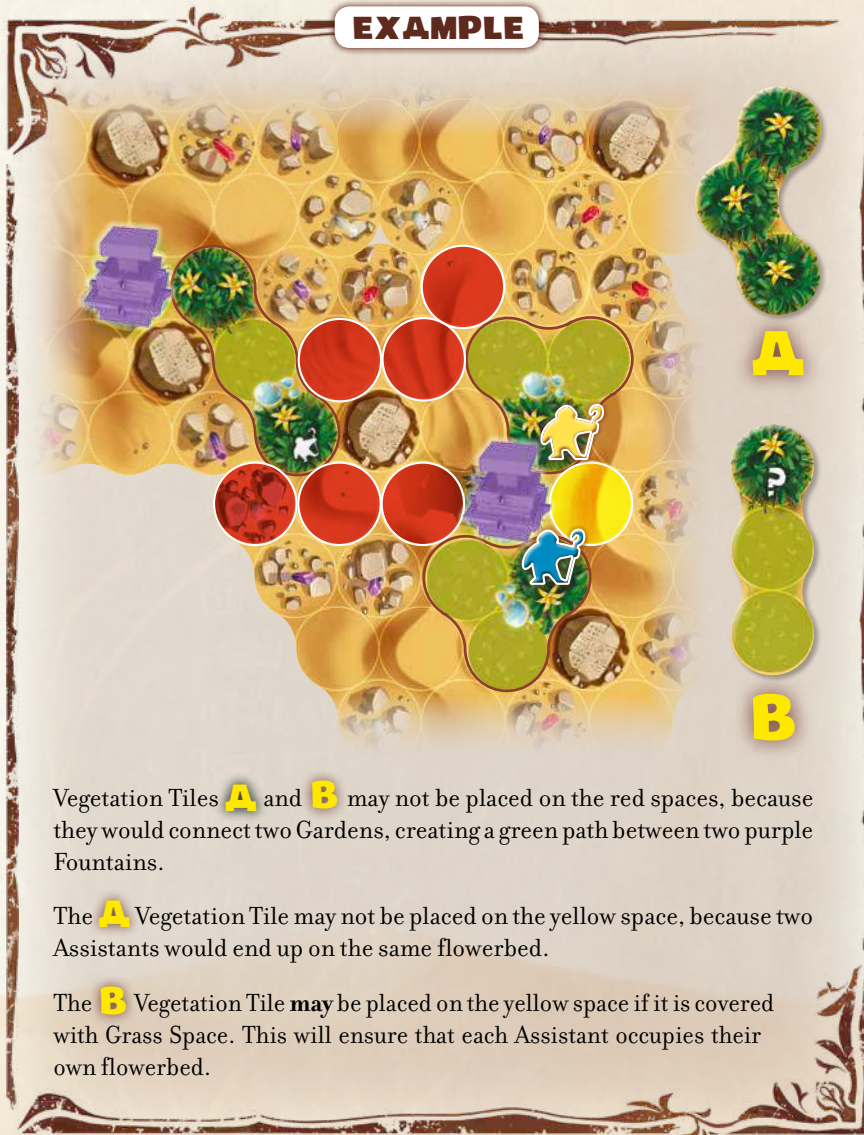 EXAMPLE
A
?
B
Vegetation Tiles A and B may not be placed on the red spaces, because
they would connect two Gardens, creating a green path between two purple
Fountains.
The A Vegetation Tile may not be placed on the yellow space, because two
Assistants would end up on the same flowerbed.
The B Vegetation Tile may be placed on the yellow space if it is covered
with Grass Space. This will ensure that each Assistant occupies their
own flowerbed.